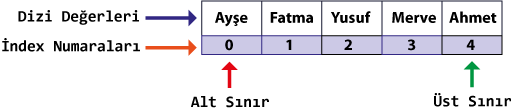 Dizi Değerleri Ayşe Fatma Yusuf Merve Ahmet
İndex Numaraları 0 1 2 3 4
Alt Sınır Üst Sınır